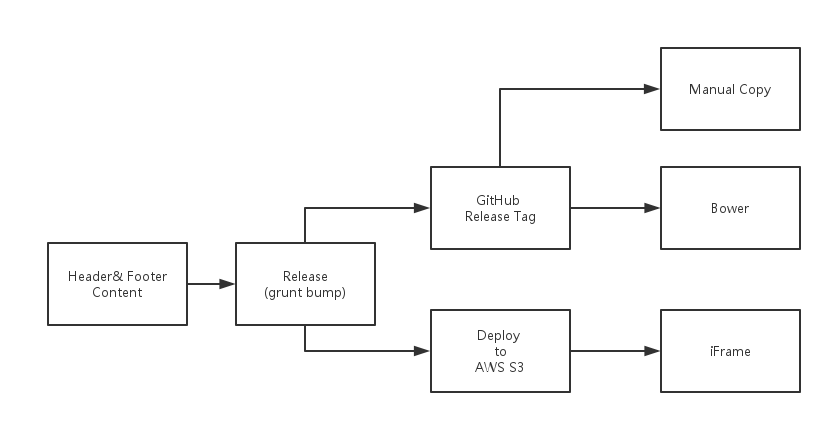 Manual Copy
GitHub
Release Tag
Bower
Header& Footer
Content
Release
(grunt bump)
Deploy
to
AWS S3
iFrame